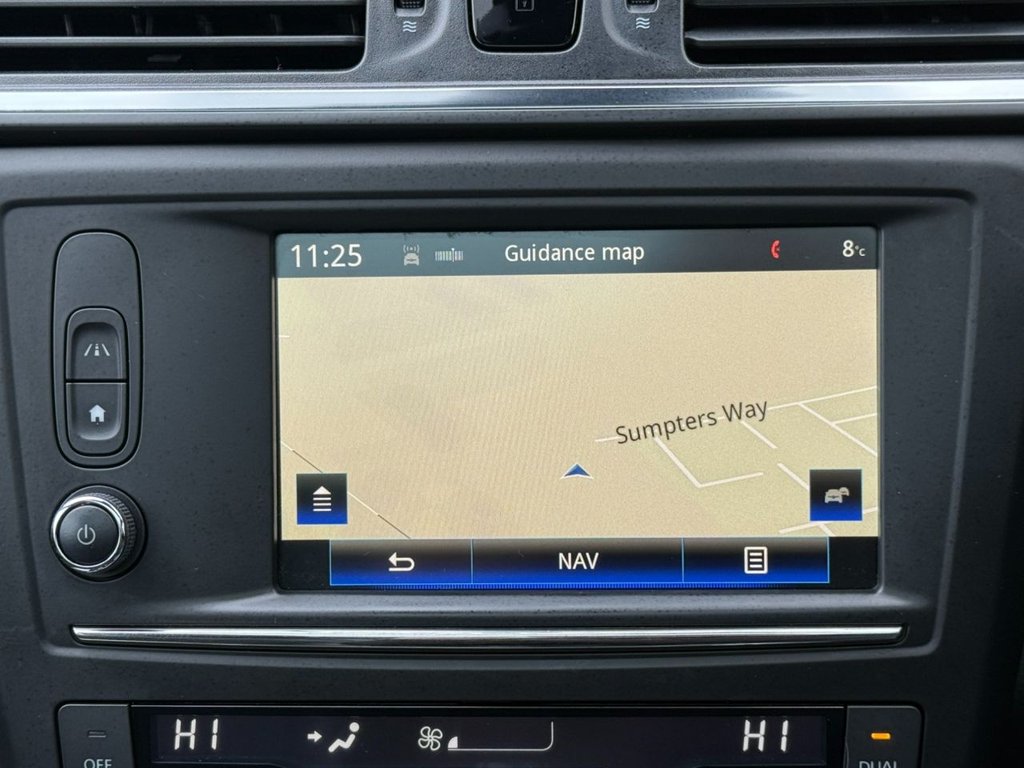 11:25 Guidance map 8°C
Sumpters Way
NAV
HI HI
OFF DUAL